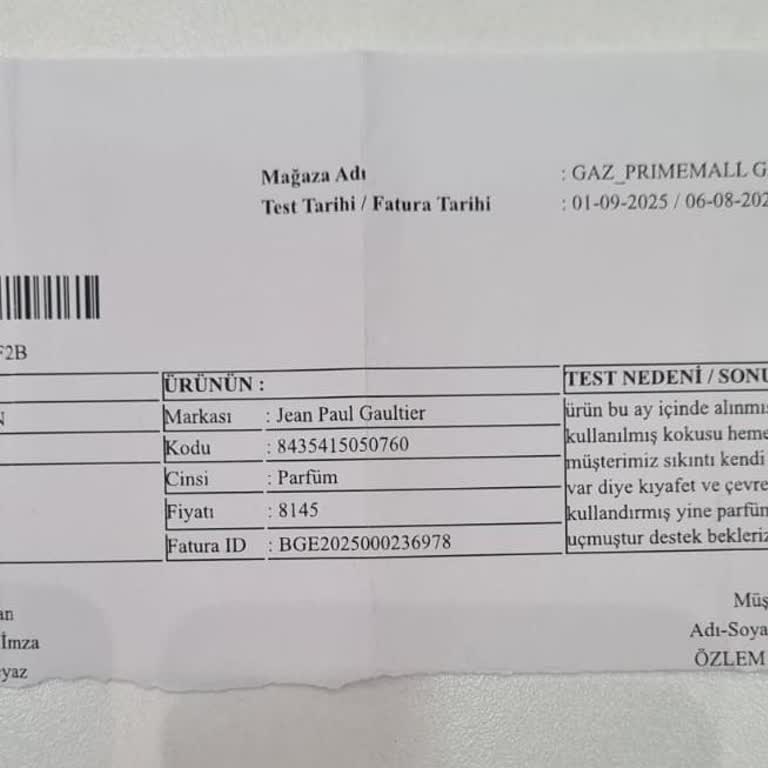 Mağaza Adı : GAZ_PRIMEMALL G
Test Tarihi / Fatura Tarihi : 01-09-2025 / 06-08-202
F2B
ÜRÜNÜN :
Markası : Jean Paul Gaultier
Kodu : 8435415050760
Cinsi : Parfüm
Fiyatı : 8145
Fatura ID : BGE2025000236978
TEST NEDENİ / SONU
ürün bu ay içinde alınmış
kullanılmış kokusu heme
müşterimiz sıkıntı kendi
var diye kıyafet ve çevre
kullandırmış yine parfüm
uçmuştur destek bekleriz
an
İmza
yaz
Müş
Adı-Soya
ÖZLEM